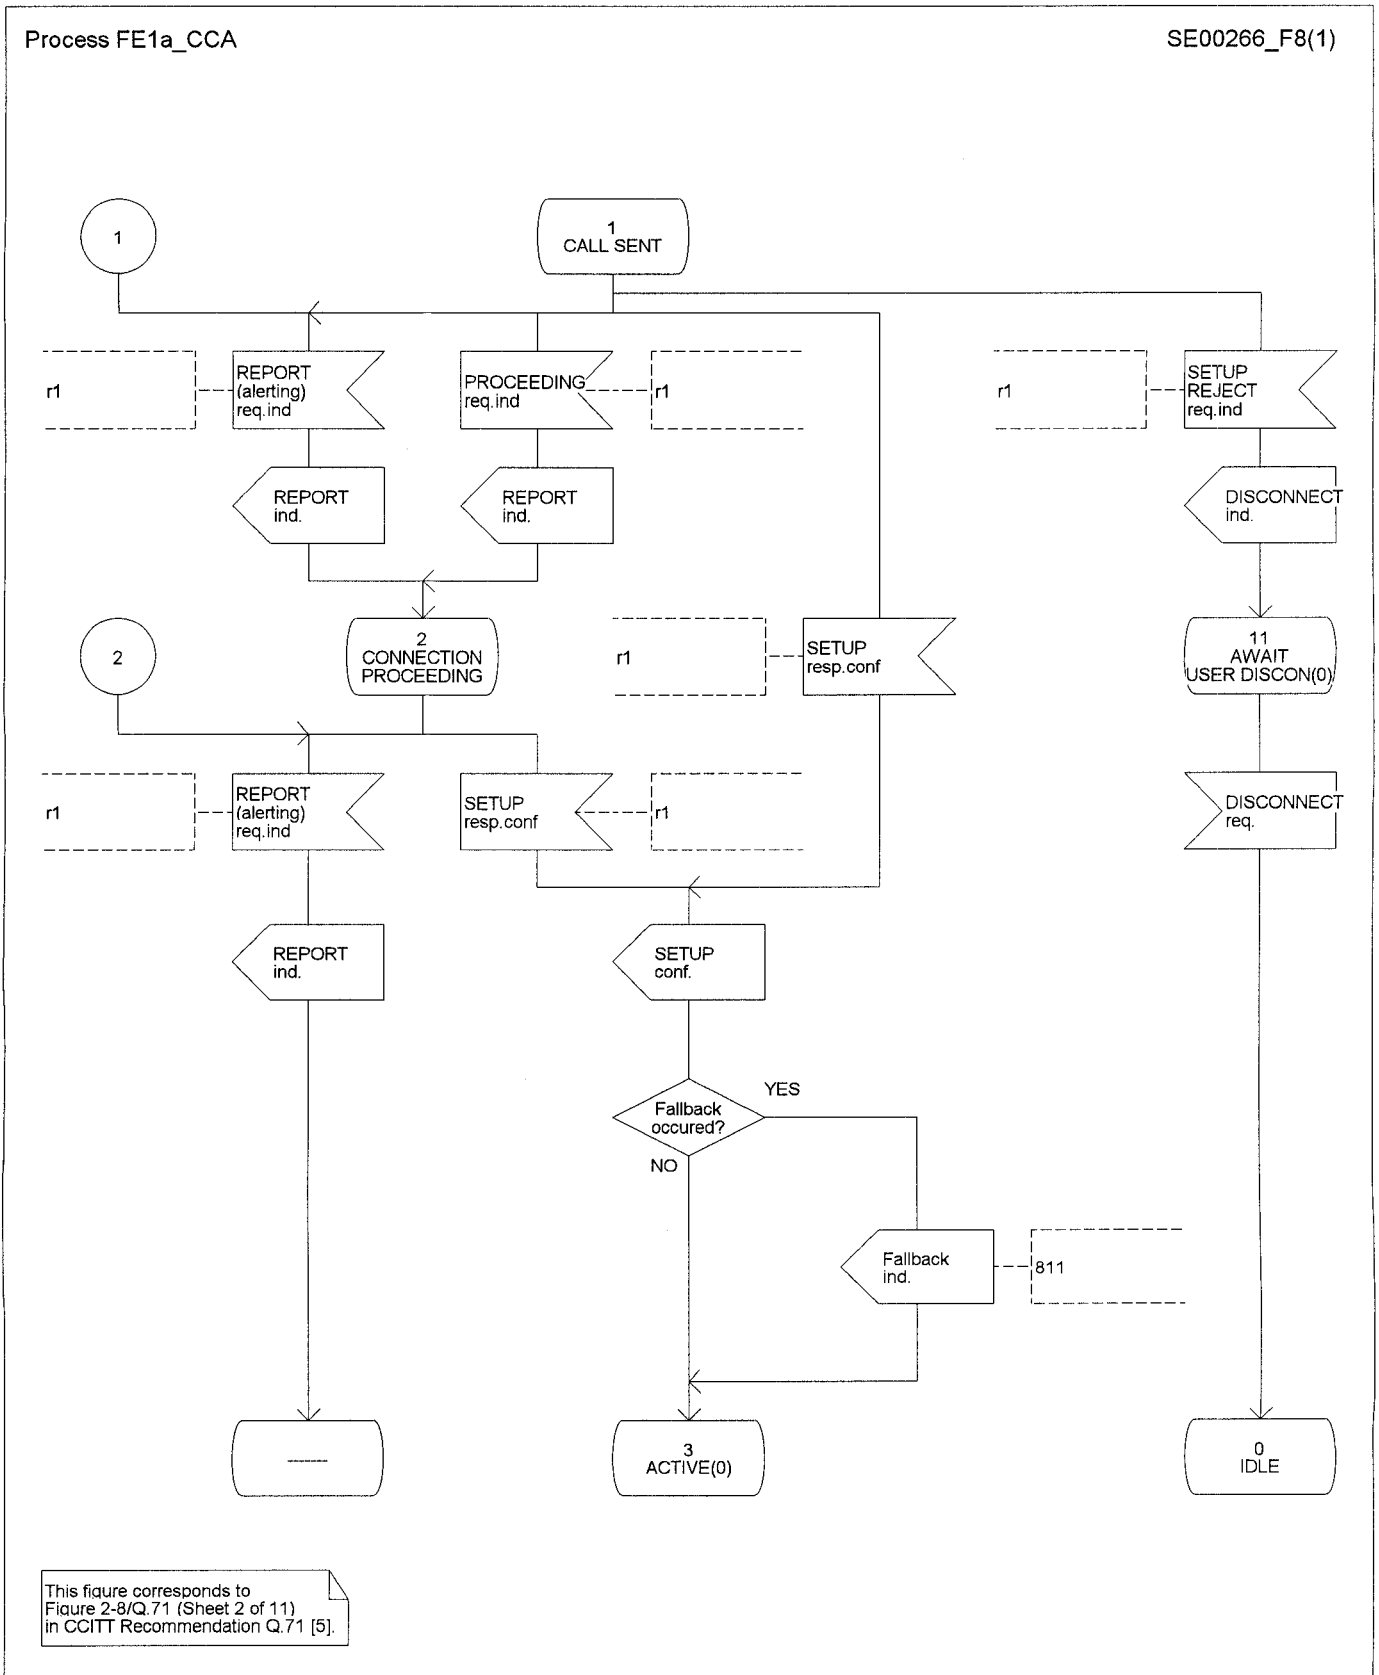 Process FE1a_CCA
SE00266_F8(1)
1
1
CALL SENT
r1
REPORT
(alerting)
req.ind
PROCEEDING
req.ind
r1
r1
SETUP
REJECT
req.ind
REPORT
ind.
REPORT
ind.
DISCONNECT
ind.
2
2
CONNECTION
PROCEEDING
r1
SETUP
resp.conf
11
AWAIT
USER DISCON(0)
r1
REPORT
(alerting)
req.ind
SETUP
resp.conf
r1
DISCONNECT
req.
REPORT
ind.
SETUP
conf.
Fallback
occured?
YES
NO
Fallback
ind.
811
3
ACTIVE(0)
0
IDLE
This figure corresponds to
Figure 2-8/Q.71 (Sheet 2 of 11)
in CCITT Recommendation Q.71 [5].